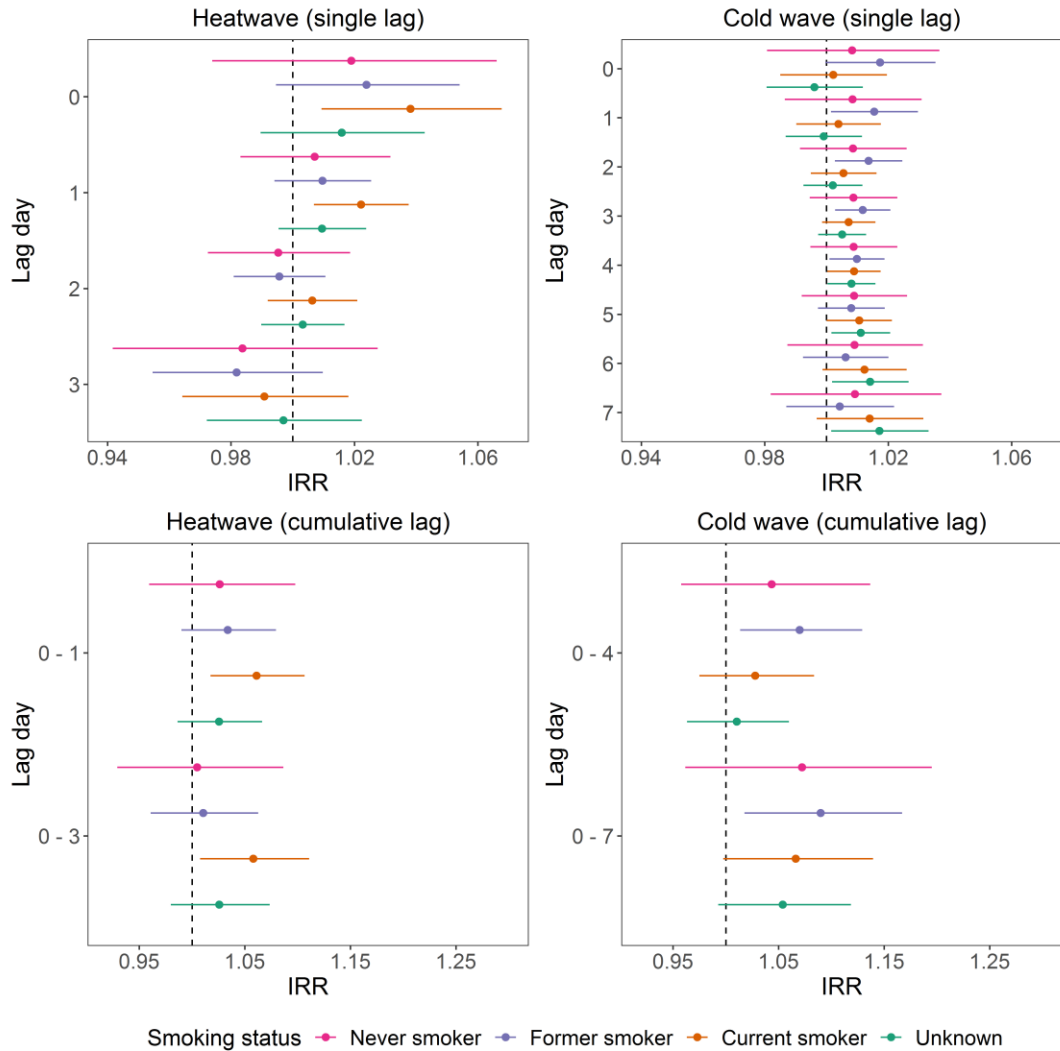 Heatwave (single lag)
Lag day
0
1
2
3
0.94 0.98 1.02 1.06
IRR
Cold wave (single lag)
Lag day
0
1
2
3
4
5
6
7
0.94 0.98 1.02 1.06
IRR
Heatwave (cumulative lag)
Lag day
0 - 1
0 - 3
0.95 1.05 1.15 1.25
IRR
Cold wave (cumulative lag)
Lag day
0 - 4
0 - 7
0.95 1.05 1.15 1.25
IRR
Smoking status Never smoker Former smoker Current smoker Unknown